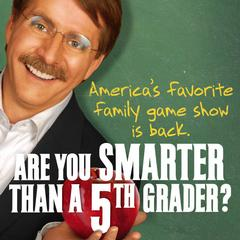 America's favorite
family game show
is back.
ARE YOU SMARTER
THAN A 5TH GRADER?